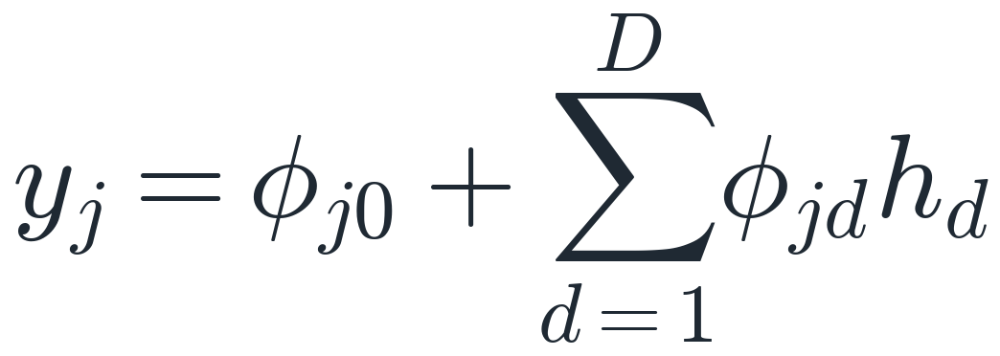 $y_j = \phi_{j0} + \sum_{d=1}^{D} \phi_{jd} h_d$